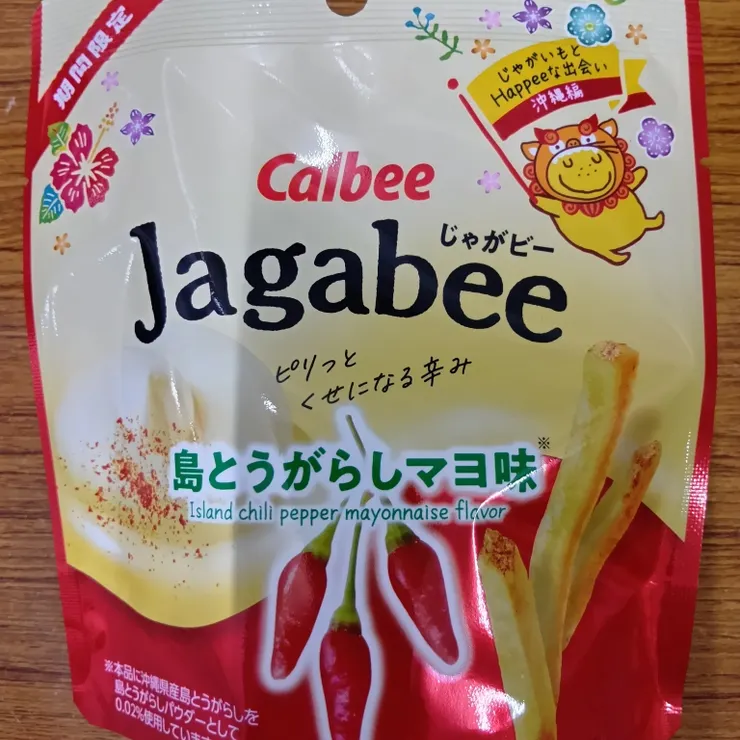 期間限定
じゃがいもと
Happeeな出会い
沖縄編
Calbee
じゃがビー
Jagabee
ピリッと
くせになる辛み
島とうがらしマヨ味※
Island chili pepper mayonnaise flavor
※本品に沖縄県産島とうがらしを
島とうがらしパウダーとして
0.02%使用していま